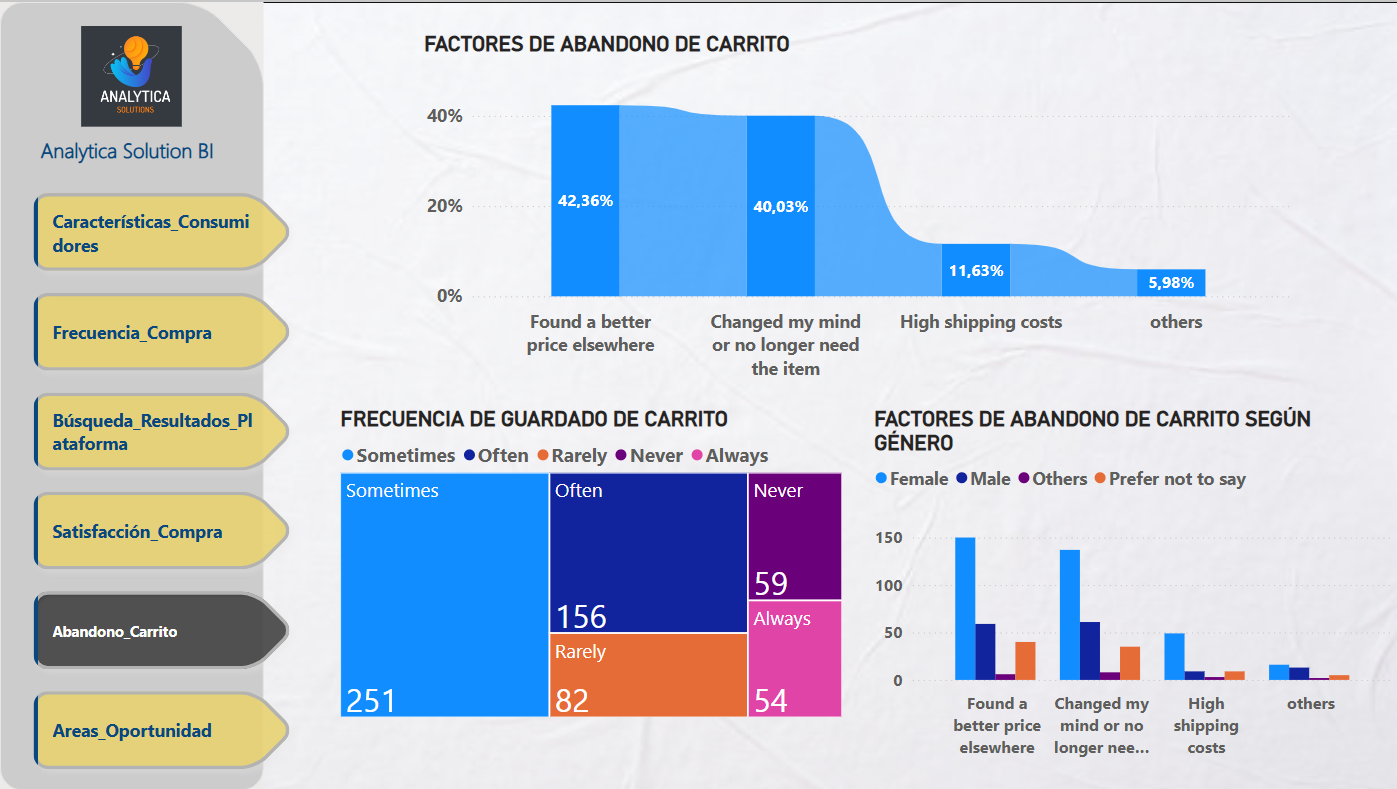 ANALYTICA
SOLUTIONS
Analytica Solution BI
Características_Consumi
dores
Frecuencia_Compra
Búsqueda_Resultados_Pl
ataforma
Satisfacción_Compra
Abandono_Carrito
Areas_Oportunidad
FACTORES DE ABANDONO DE CARRITO
40%
20%
0%
42,36%
40,03%
11,63%
5,98%
Found a better
price elsewhere
Changed my mind
or no longer need
the item
High shipping costs
others
FRECUENCIA DE GUARDADO DE CARRITO
Sometimes Often Rarely Never Always
Sometimes
251
Often
156
Rarely
82
Never
59
Always
54
FACTORES DE ABANDONO DE CARRITO SEGÚN
GÉNERO
Female Male Others Prefer not to say
150
100
50
0
Found a
better price
elsewhere
Changed my
mind or no
longer nee...
High
shipping
costs
others